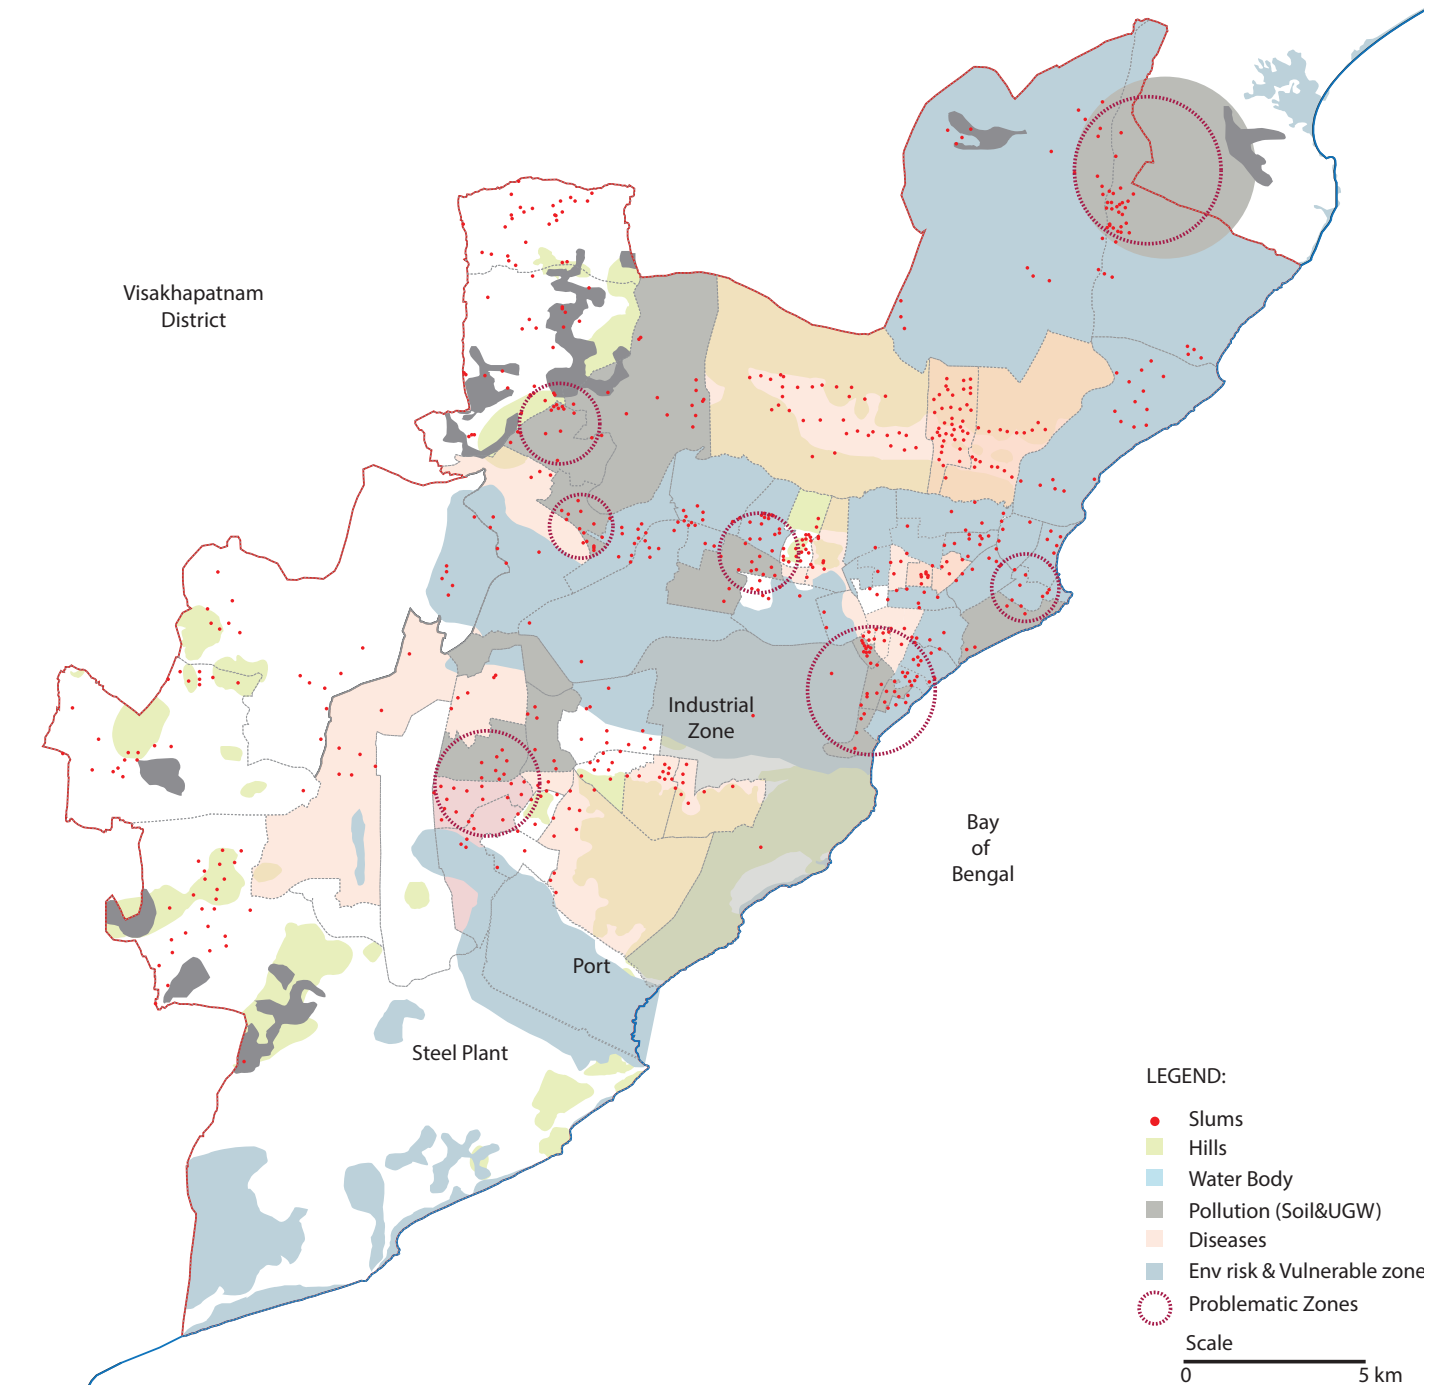 Visakhapatnam
District
Industrial
Zone
Bay
of
Bengal
Port
Steel Plant
LEGEND:
Slums
Hills
Water Body
Pollution (Soil&UGW)
Diseases
Env risk & Vulnerable zone
Problematic Zones
Scale
0 5 km